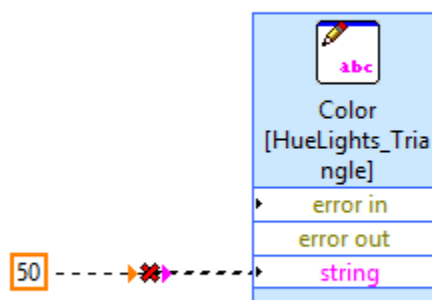 abc
Color
[HueLights_Tria
ngle]
error in
error out
50
string